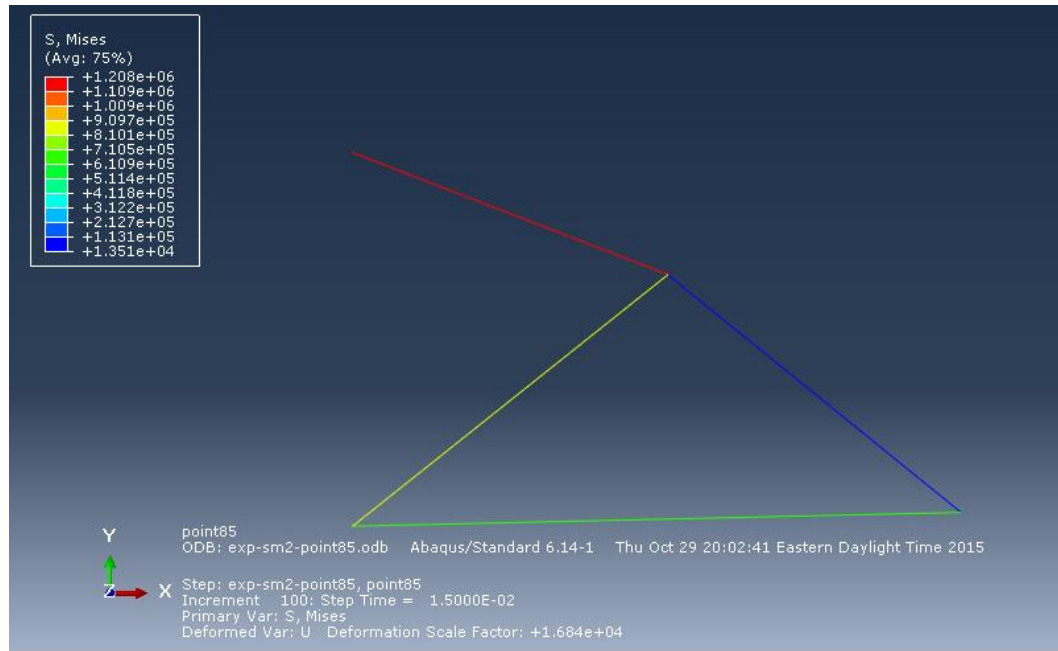 S, Mises
(Avg: 75%)
+1.208e+06
+1.109e+06
+1.009e+06
+9.097e+05
+8.101e+05
+7.105e+05
+6.109e+05
+5.114e+05
+4.118e+05
+3.122e+05
+2.127e+05
+1.131e+05
+1.351e+04
Y
Z
X
point85
ODB: exp-sm2-point85.odb Abaqus/Standard 6.14-1 Thu Oct 29 20:02:41 Eastern Daylight Time 2015
Step: exp-sm2-point85, point85
Increment 100: Step Time = 1.5000E-02
Primary Var: S, Mises
Deformed Var: U Deformation Scale Factor: +1.684e+04